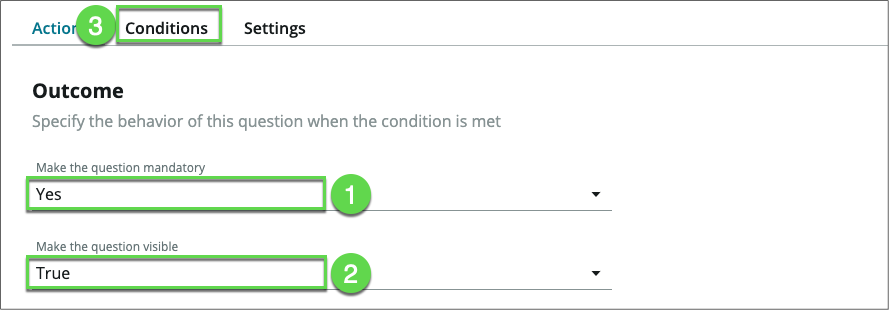 Action 3 Conditions Settings
Outcome
Specify the behavior of this question when the condition is met
Make the question mandatory
Yes 1
Make the question visible
True 2